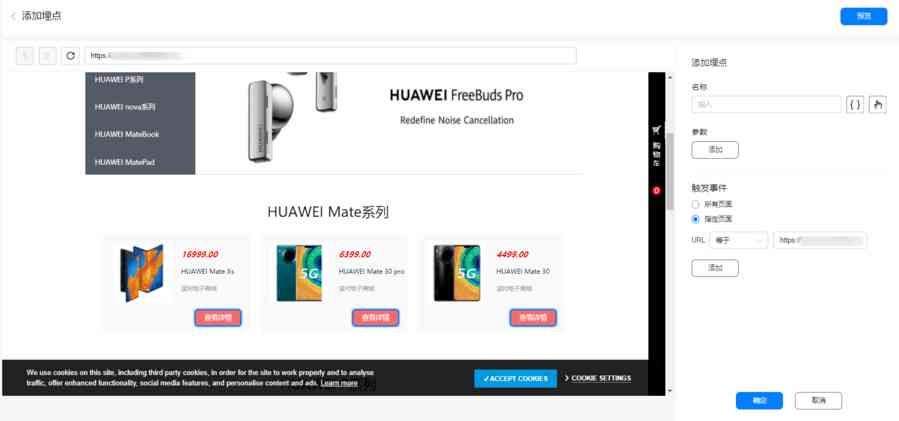 添加埋点
预览
https:/
HUAWEI P系列
HUAWEI nova系列
HUAWEI MateBook
HUAWEI MatePad
HUAWEI
HUAWEI FreeBuds Pro
Redefine Noise Cancellation
购物车
0
HUAWEI Mate系列
16999.00
HUAWEI Mate Xs
查看详情
5G
6399.00
HUAWEI Mate 30 pro
查看详情
5G
4499.00
HUAWEI Mate 30
查看详情
We use cookies on this site, including third party cookies, in order for the site to work properly and to analyse
traffic, offer enhanced functionality, social media features, and personalise content and ads. Learn more
✓ACCEPT COOKIES
COOKIE SETTINGS
添加埋点
名称
输入
{ }
参数
添加
触发事件
所有页面
指定页面
URL
等于
https:/
添加
确定
取消